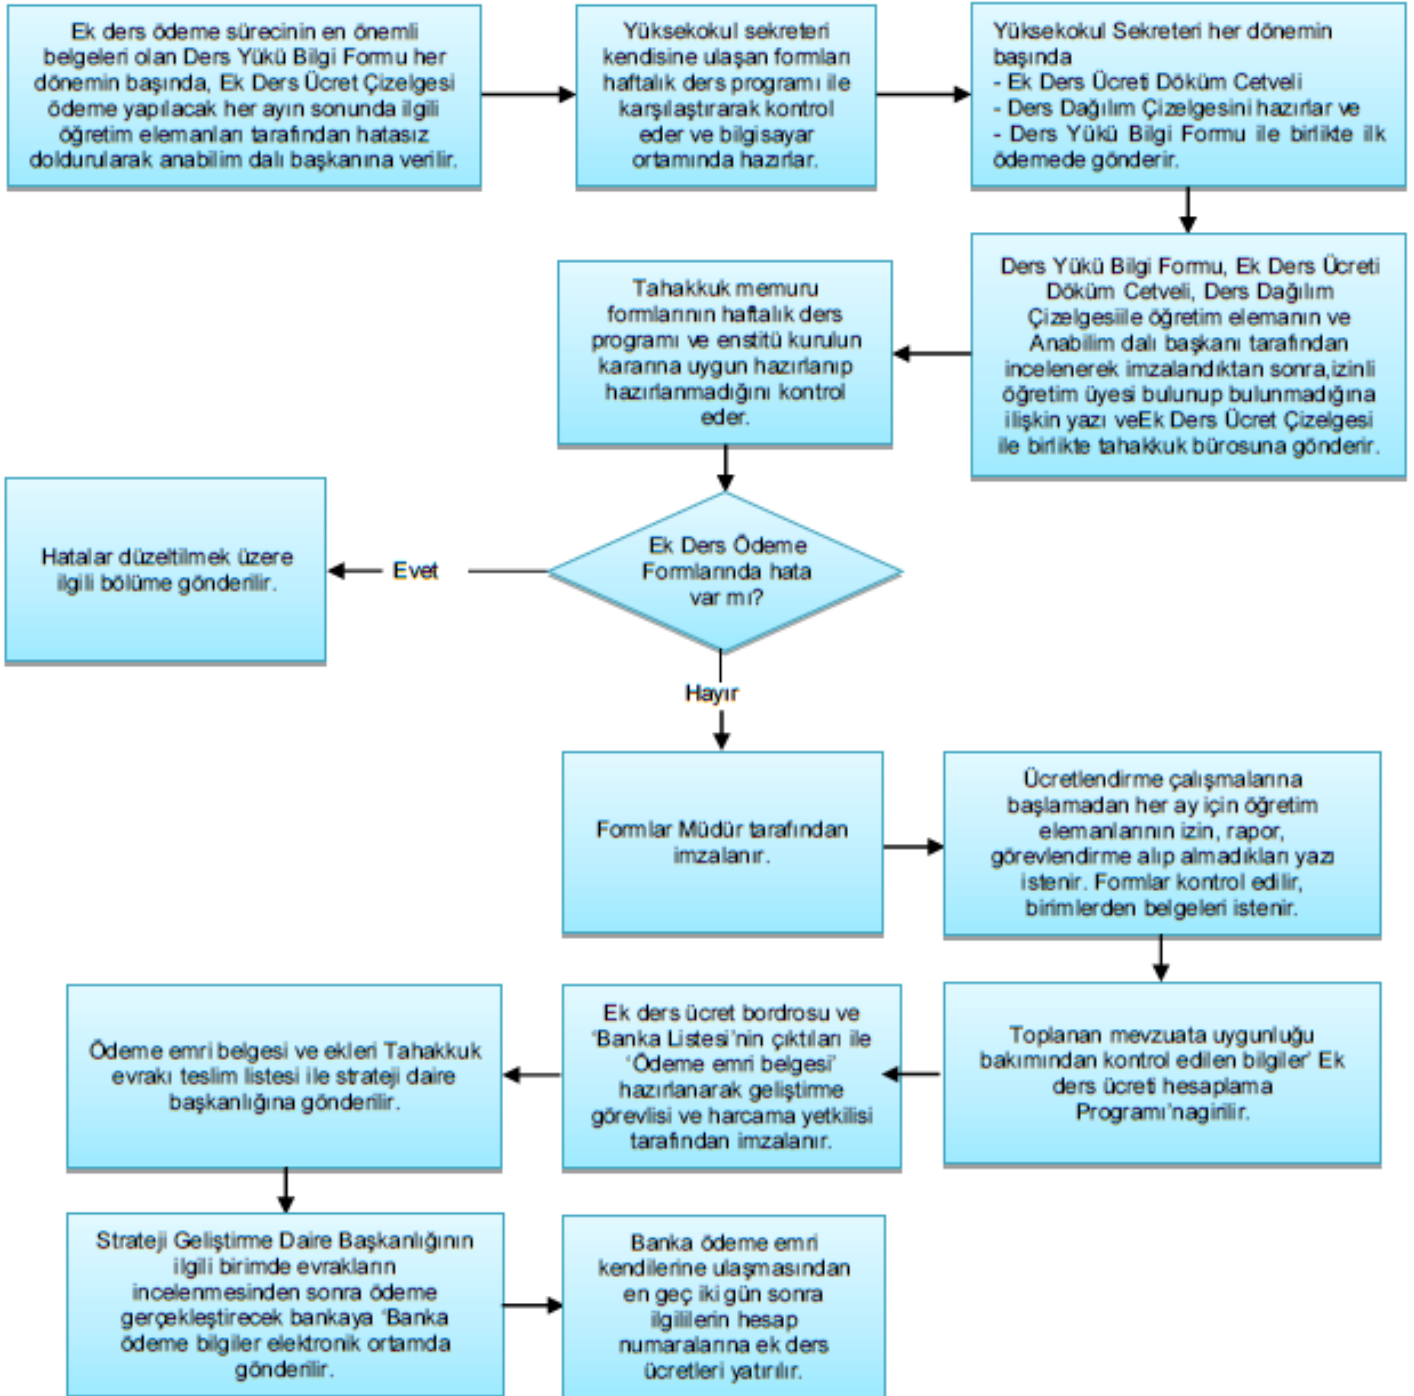 Ek ders ödeme sürecinin en önemli
belgeleri olan Ders Yükü Bilgi Formu her
dönemin başında, Ek Ders Ücret Çizelgesi
ödeme yapılacak her ayın sonunda ilgili
öğretim elemanları tarafından hatasız
doldurularak anabilim dalı başkanına verilir.
Yüksekokul sekreteri
kendisine ulaşan formları
haftalık ders programı ile
karşılaştırarak kontrol
eder ve bilgisayar
ortamında hazırlar.
Yüksekokul Sekreteri her dönemin
başında
- Ek Ders Ücreti Döküm Cetveli
- Ders Dağılım Çizelgesini hazırlar ve
- Ders Yükü Bilgi Formu ile birlikte ilk
ödemede gönderir.
Ders Yükü Bilgi Formu, Ek Ders Ücreti
Döküm Cetveli, Ders Dağılım
Çizelgesiile öğretim elemanın ve
Anabilim dalı başkanı tarafından
incelenerek imzalandıktan sonra,izinli
öğretim üyesi bulunup bulunmadığına
ilişkin yazı veEk Ders Ücret Çizelgesi
ile birlikte tahakkuk bürosuna gönderir.
Tahakkuk memuru
formlarının haftalık ders
programı ve enstitü kurulun
kararına uygun hazırlanıp
hazırlanmadığını kontrol
eder.
Ek Ders Ödeme
Formlarında hata
var mı?
Evet
Hatalar düzeltilmek üzere
ilgili bölüme gönderilir.
Hayır
Formlar Müdür tarafından
imzalanır.
Ücretlendirme çalışmalarına
başlamadan her ay için öğretim
elemanlarının izin, rapor,
görevlendirme alıp almadıkları yazı
istenir. Formlar kontrol edilir,
birimlerden belgeleri istenir.
Toplanan mevzuata uygunluğu
bakımından kontrol edilen bilgiler’ Ek
ders ücreti hesaplama
Programı’nagirilir.
Ek ders ücret bordrosu ve
‘Banka Listesi’nin çıktıları ile
‘Ödeme emri belgesi’
hazırlanarak geliştirme
görevlisi ve harcama yetkilisi
tarafından imzalanır.
Ödeme emri belgesi ve ekleri Tahakkuk
evrakı teslim listesi ile strateji daire
başkanlığına gönderilir.
Strateji Geliştirme Daire Başkanlığının
ilgili birimde evrakların
incelenmesinden sonra ödeme
gerçekleştirecek bankaya ‘Banka
ödeme bilgiler elektronik ortamda
gönderilir.
Banka ödeme emri
kendilerine ulaşmasından
en geç iki gün sonra
ilgililerin hesap
numaralarına ek ders
ücretleri yatırılır.